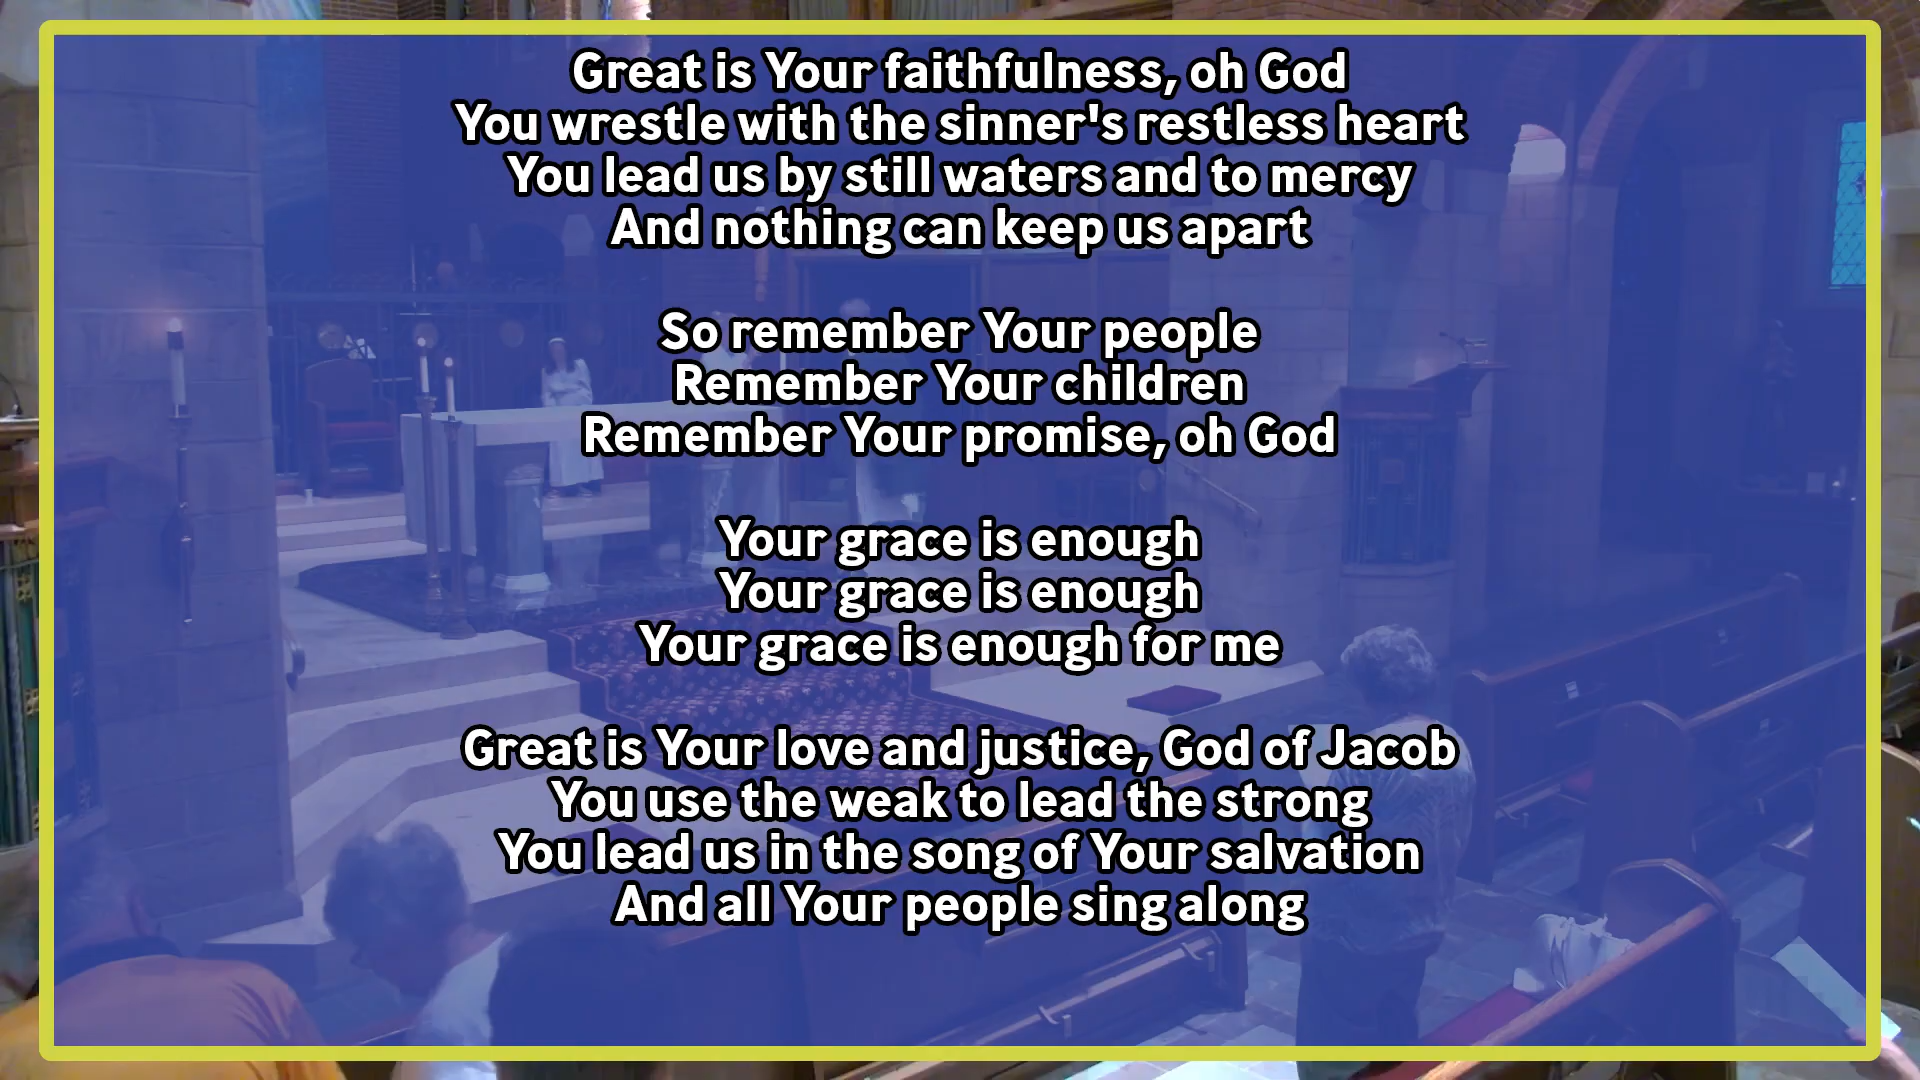 Great is Your faithfulness, oh God
You wrestle with the sinner's restless heart
You lead us by still waters and to mercy
And nothing can keep us apart
So remember Your people
Remember Your children
Remember Your promise, oh God
Your grace is enough
Your grace is enough
Your grace is enough for me
Great is Your love and justice, God of Jacob
You use the weak to lead the strong
You lead us in the song of Your salvation
And all Your people sing along